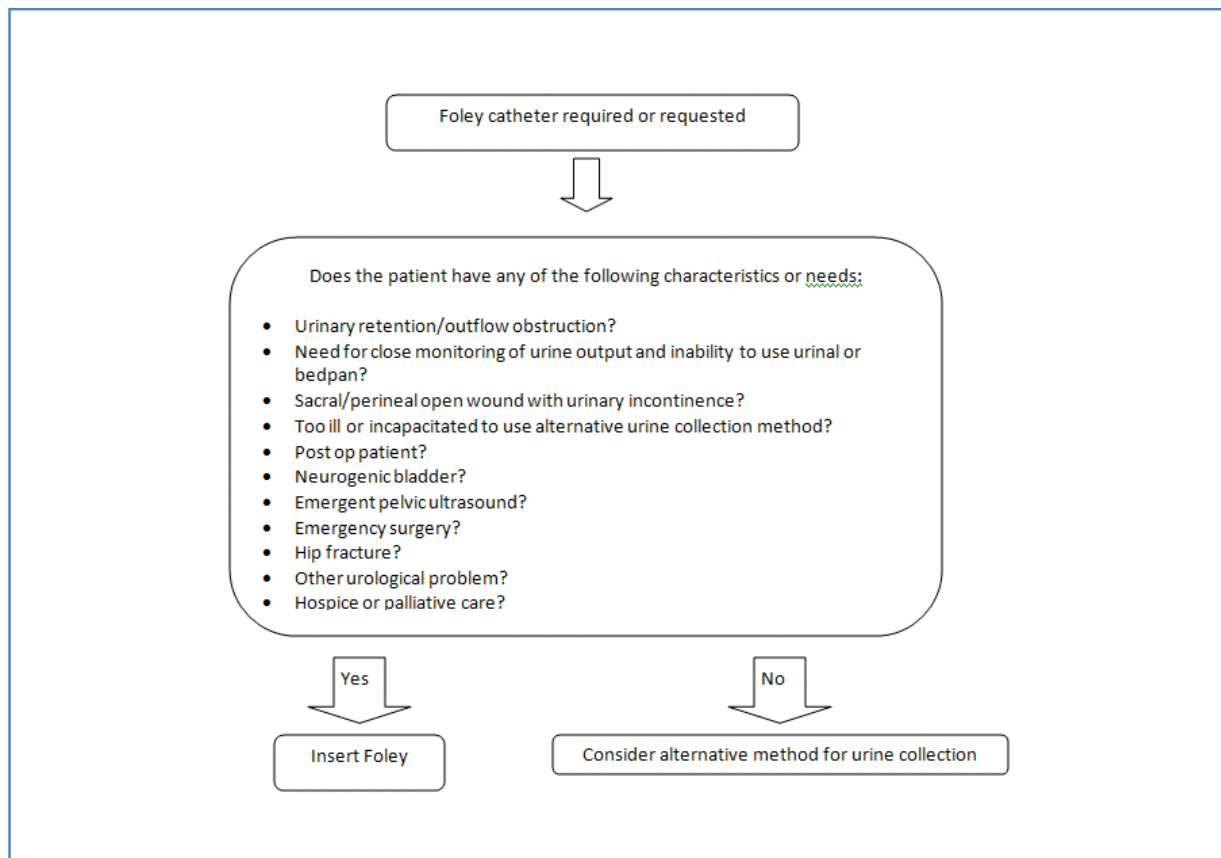 Foley catheter required or requested
Does the patient have any of the following characteristics or needs:
• Urinary retention/outflow obstruction?
• Need for close monitoring of urine output and inability to use urinal or
bedpan?
• Sacral/perineal open wound with urinary incontinence?
• Too ill or incapacitated to use alternative urine collection method?
• Post op patient?
• Neurogenic bladder?
• Emergent pelvic ultrasound?
• Emergency surgery?
• Hip fracture?
• Other urological problem?
• Hospice or palliative care?
Yes
No
Insert Foley
Consider alternative method for urine collection